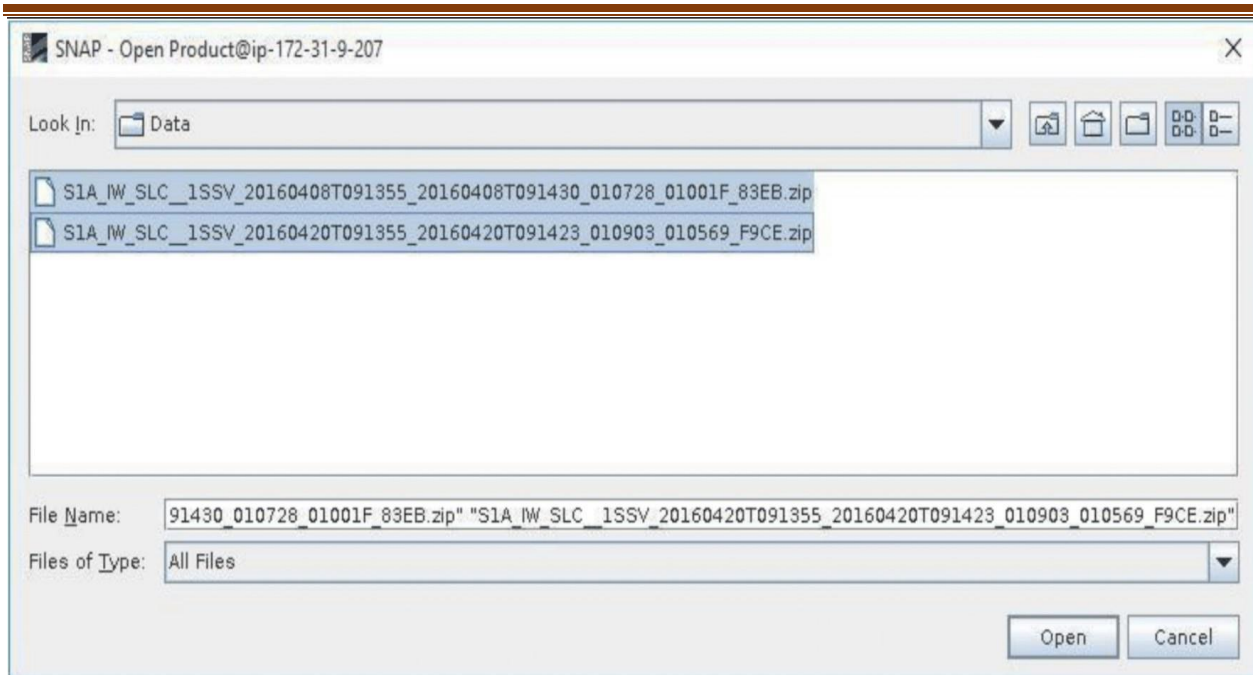 SNAP - Open Product@ip-172-31-9-207
Look In: Data
S1A_IW_SLC__1SSV_20160408T091355_20160408T091430_010728_01001F_83EB.zip
S1A_IW_SLC__1SSV_20160420T091355_20160420T091423_010903_010569_F9CE.zip
File Name: 91430_010728_01001F_83EB.zip" "S1A_IW_SLC__1SSV_20160420T091355_20160420T091423_010903_010569_F9CE.zip"
Files of Type: All Files
Open Cancel